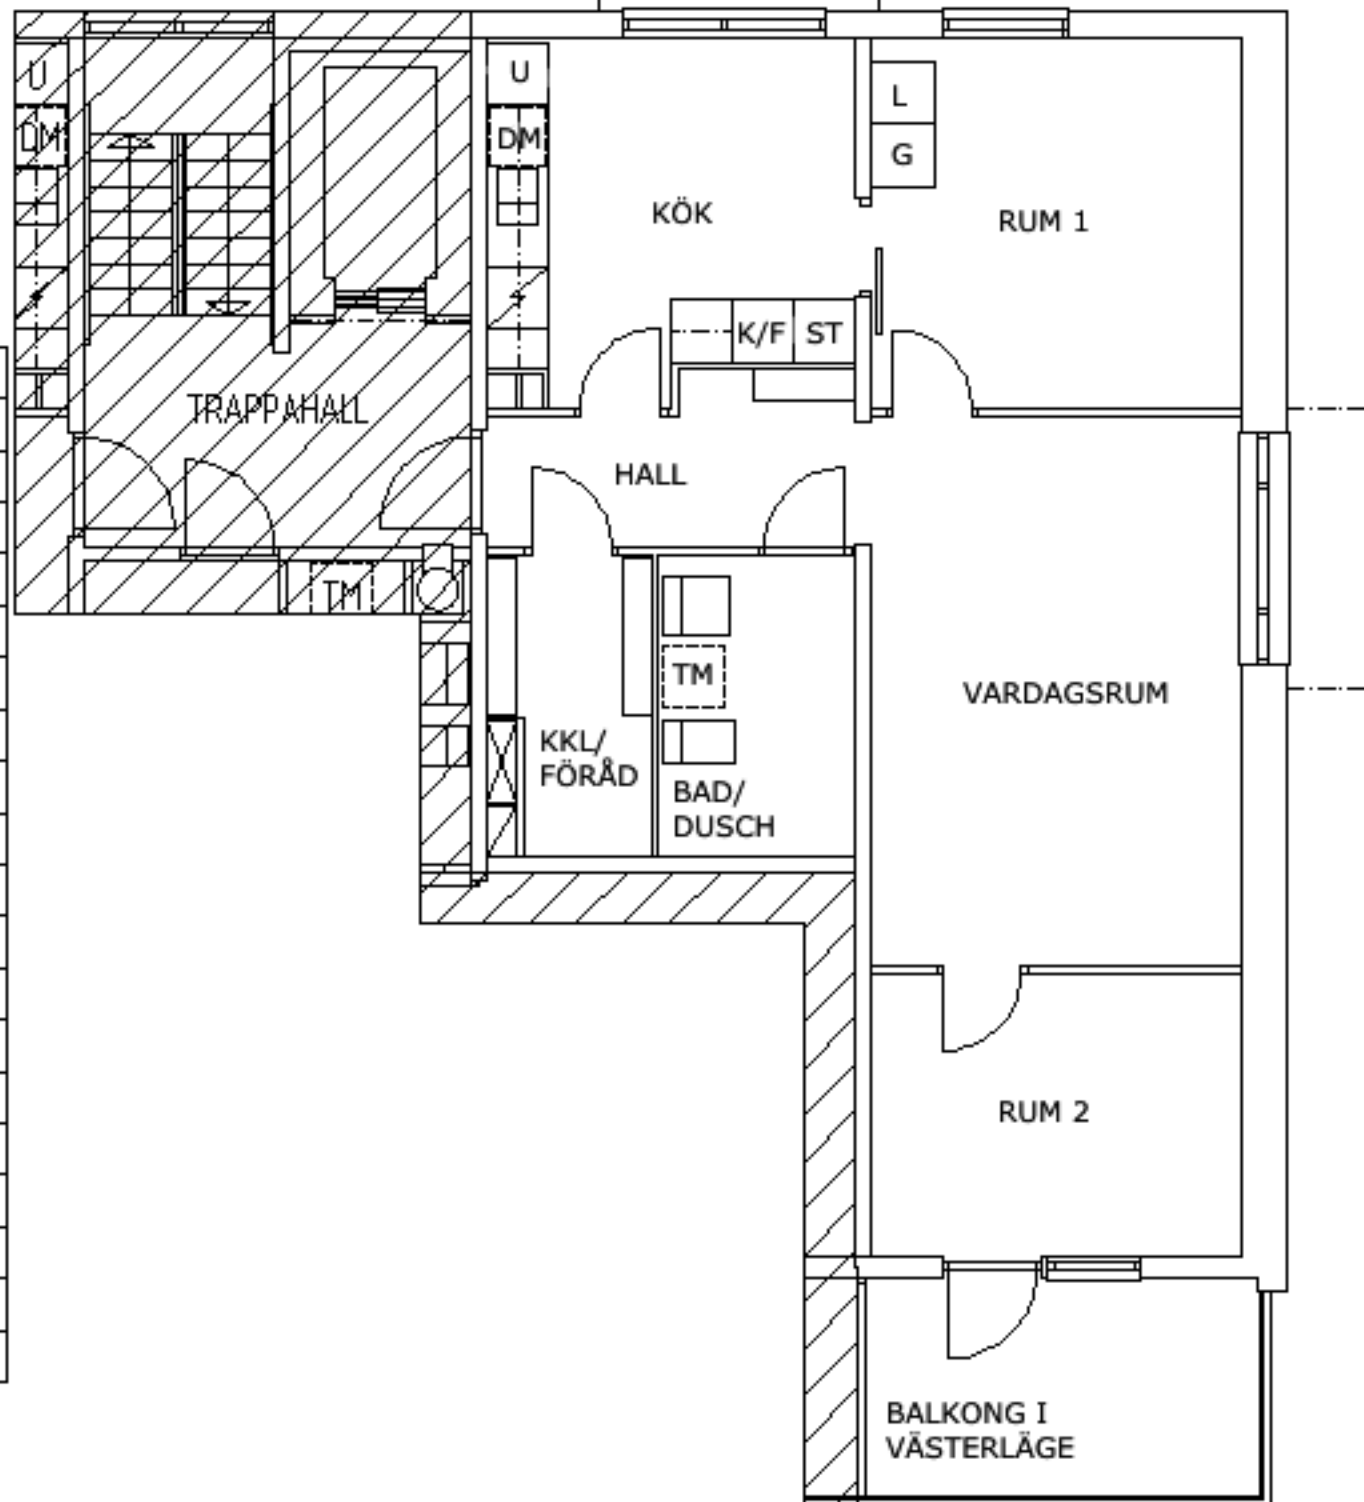 U
U
L
DM
DM
G
KÖK
RUM 1
K/F
ST
TRAPPAHALL
HALL
TM
TM
VARDAGSRUM
KKL/
FÖRÅD
BAD/
DUSCH
RUM 2
BALKONG I
VÄSTERLÄGE